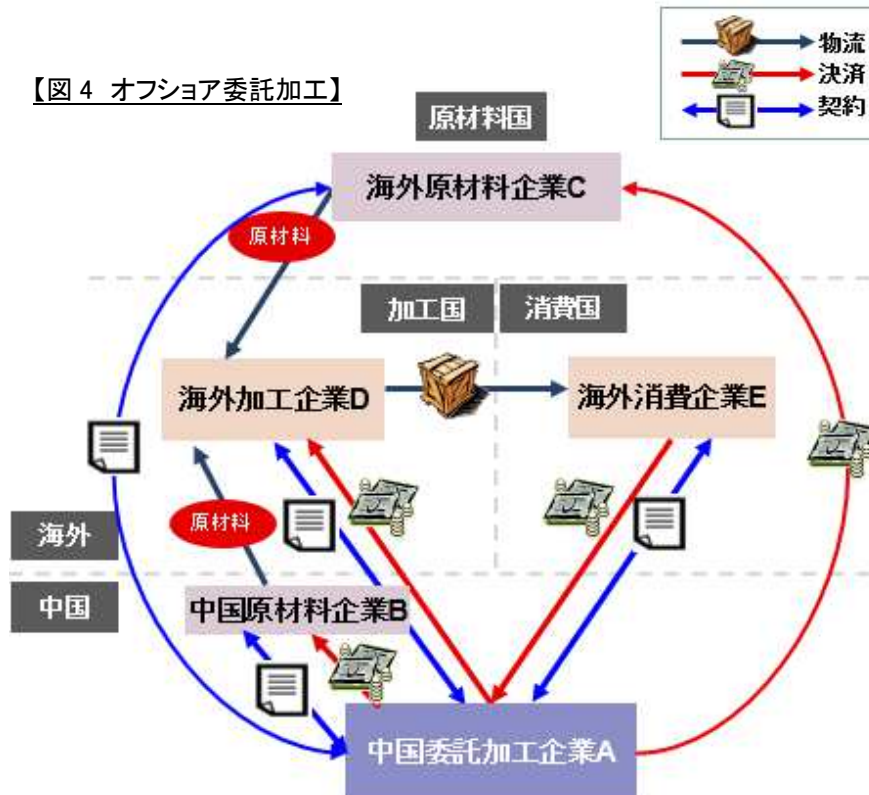 【図 4 オフショア委託加工】
物流
決済
契約
原材料国
海外原材料企業C
原材料
加工国
消費国
海外加工企業D
海外消費企業E
原材料
海外
中国
中国原材料企業B
中国委託加工企業A